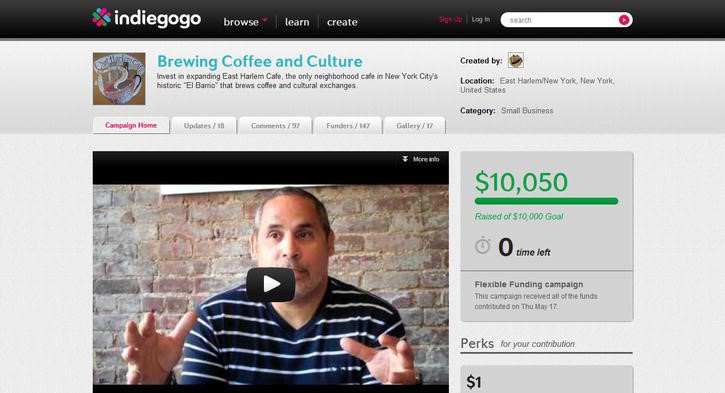 indiegogo
browse
learn
create
Sign Up
Log In
search
Brewing Coffee and Culture
Invest in expanding East Harlem Cafe, the only neighborhood cafe in New York City's
historic "El Barrio" that brews coffee and cultural exchanges.
Created by:
Location: East Harlem/New York, New York,
United States
Category: Small Business
Campaign Home
Updates / 18
Comments / 97
Funders / 147
Gallery / 17
More info
$10,050
Raised of $10,000 Goal
0 time left
Flexible Funding campaign
This campaign received all of the funds
contributed on Thu May 17.
Perks for your contribution
$1